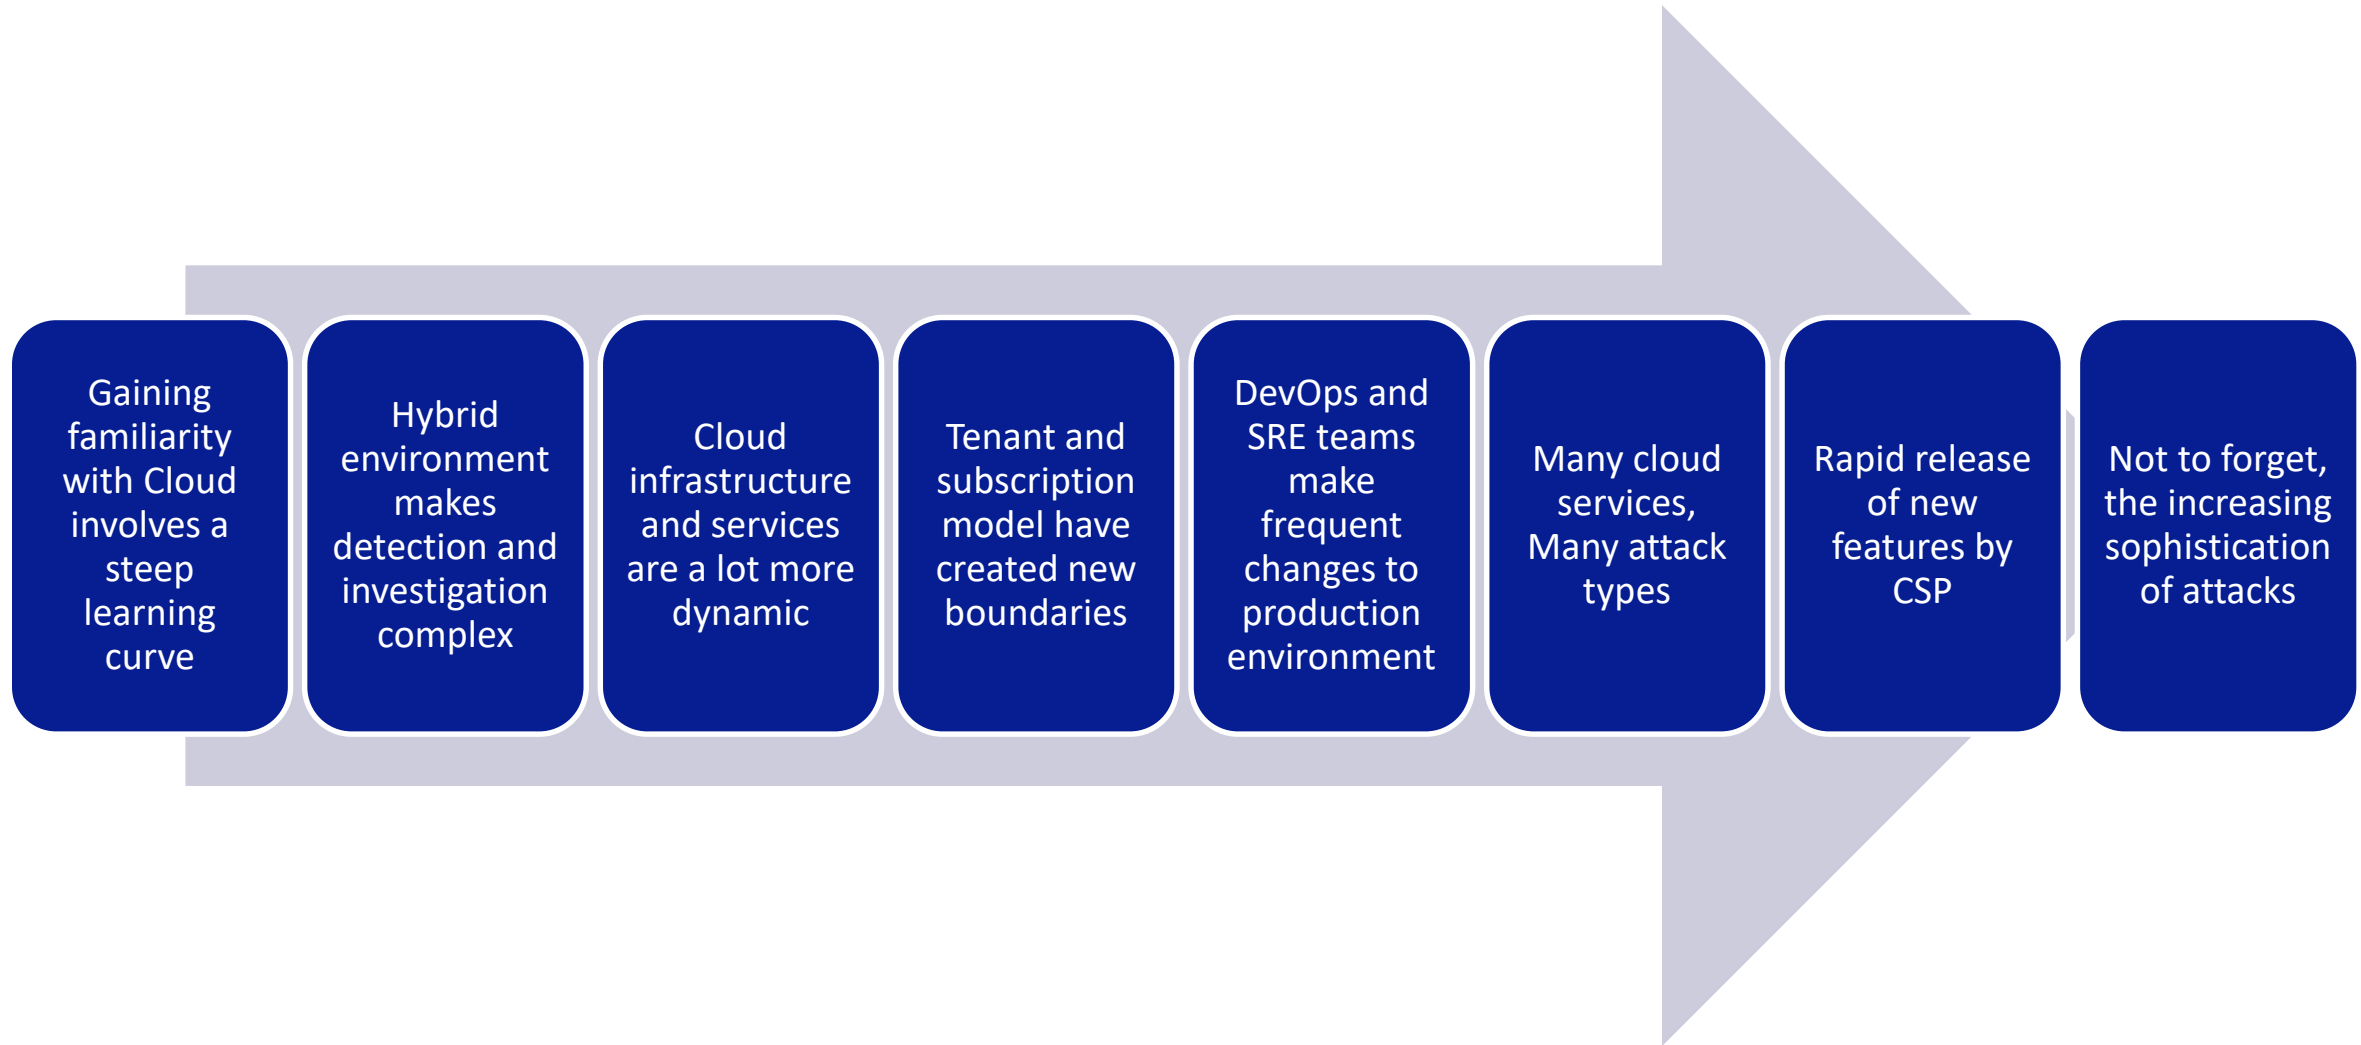 Gaining
familiarity
with Cloud
involves a
steep
learning
curve
Hybrid
environment
makes
detection and
investigation
complex
Cloud
infrastructure
and services
are a lot more
dynamic
Tenant and
subscription
model have
created new
boundaries
DevOps and
SRE teams
make
frequent
changes to
production
environment
Many cloud
services,
Many attack
types
Rapid release
of new
features by
CSP
Not to forget,
the increasing
sophistication
of attacks